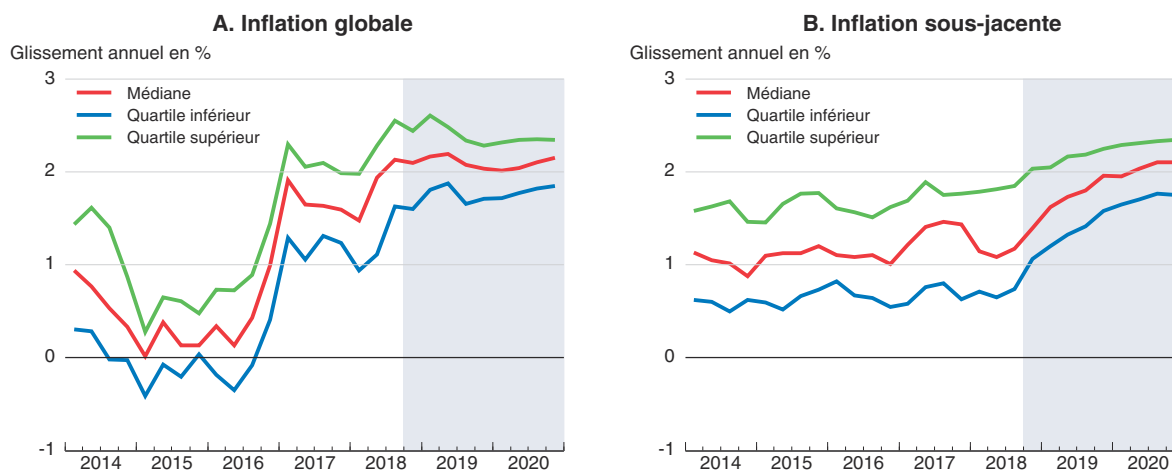 A. Inflation globale
Glissement annuel en %
3
Médiane
Quartile inférieur
Quartile supérieur
2
1
0
-1
2014 2015 2016 2017 2018 2019 2020
B. Inflation sous-jacente
Glissement annuel en %
3
Médiane
Quartile inférieur
Quartile supérieur
2
1
0
-1
2014 2015 2016 2017 2018 2019 2020